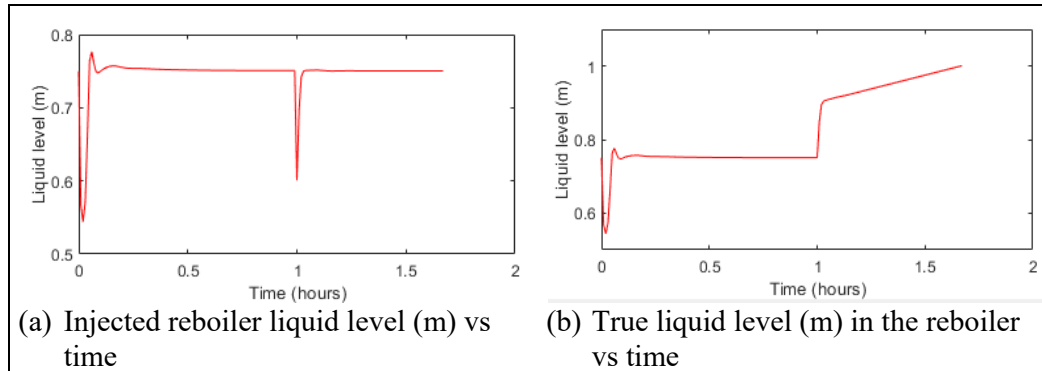 0.8
0.7
0.6
0.5
Liquid level (m)
0
0.5
1
1.5
2
Time (hours)
(a) Injected reboiler liquid level (m) vs
time
1
0.8
0.6
Liquid level (m)
0
0.5
1
1.5
2
Time (hours)
(b) True liquid level (m) in the reboiler
vs time